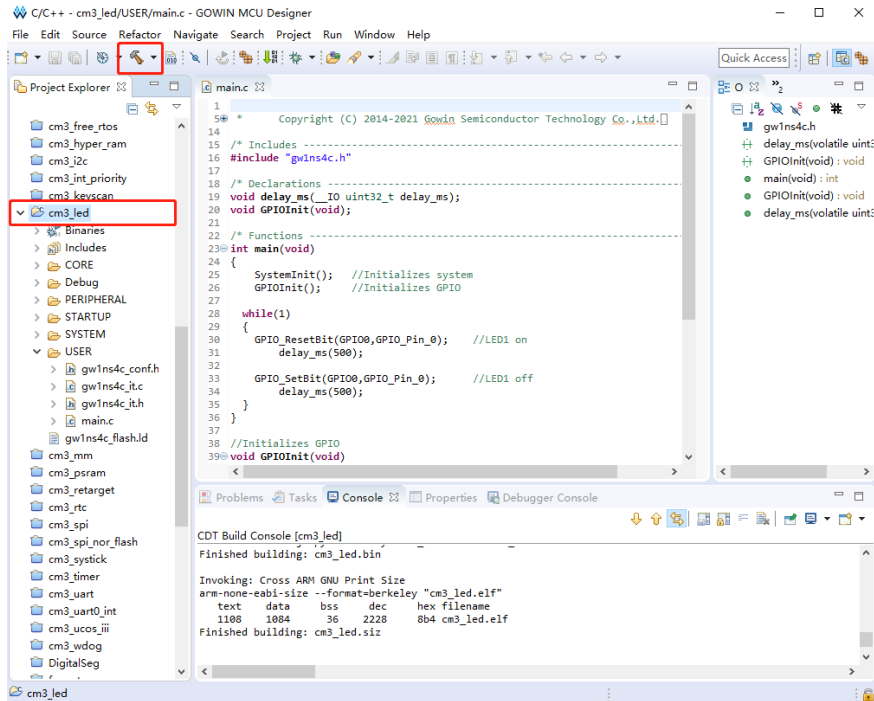 C/C++ - cm3_led/USER/main.c - GOWIN MCU Designer
File Edit Source Refactor Navigate Search Project Run Window Help
Quick Access
Project Explorer
cm3_free_rtos
cm3_hyper_ram
cm3_i2c
cm3_int_priority
cm3_keyscan
cm3_led
Binaries
Includes
CORE
Debug
PERIPHERAL
STARTUP
SYSTEM
USER
gw1ns4c_conf.h
gw1ns4c_it.c
gw1ns4c_it.h
main.c
gw1ns4c_flash.ld
cm3_mm
cm3_psram
cm3_retarget
cm3_rtc
cm3_spi
cm3_spi_nor_flash
cm3_systick
cm3_timer
cm3_uart
cm3_uart0_int
cm3_ucos_iii
cm3_wdog
DigitalSeg
main.c
1
5 * Copyright (C) 2014-2021 Gowin Semiconductor Technology Co.,Ltd.
14
15 /* Includes ---------------------------------------------------------
16 #include "gw1ns4c.h"
17
18 /* Declarations -----------------------------------------------------
19 void delay_ms(__IO uint32_t delay_ms);
20 void GPIOInit(void);
21
22 /* Functions --------------------------------------------------------
23 int main(void)
24 {
25 SystemInit(); //Initializes system
26 GPIOInit(); //Initializes GPIO
27
28 while(1)
29 {
30 GPIO_ResetBit(GPIO0,GPIO_Pin_0); //LED1 on
31 delay_ms(500);
32
33 GPIO_SetBit(GPIO0,GPIO_Pin_0); //LED1 off
34 delay_ms(500);
35 }
36 }
37
38 //Initializes GPIO
39 void GPIOInit(void)
O
2
gw1ns4c.h
delay_ms(volatile uint3
GPIOInit(void) : void
main(void) : int
GPIOInit(void) : void
delay_ms(volatile uint3
Problems Tasks Console Properties Debugger Console
CDT Build Console [cm3_led]
Finished building: cm3_led.bin
Invoking: Cross ARM GNU Print Size
arm-none-eabi-size --format=berkeley "cm3_led.elf"
text data bss dec hex filename
1108 1084 36 2228 8b4 cm3_led.elf
Finished building: cm3_led.siz
cm3_led